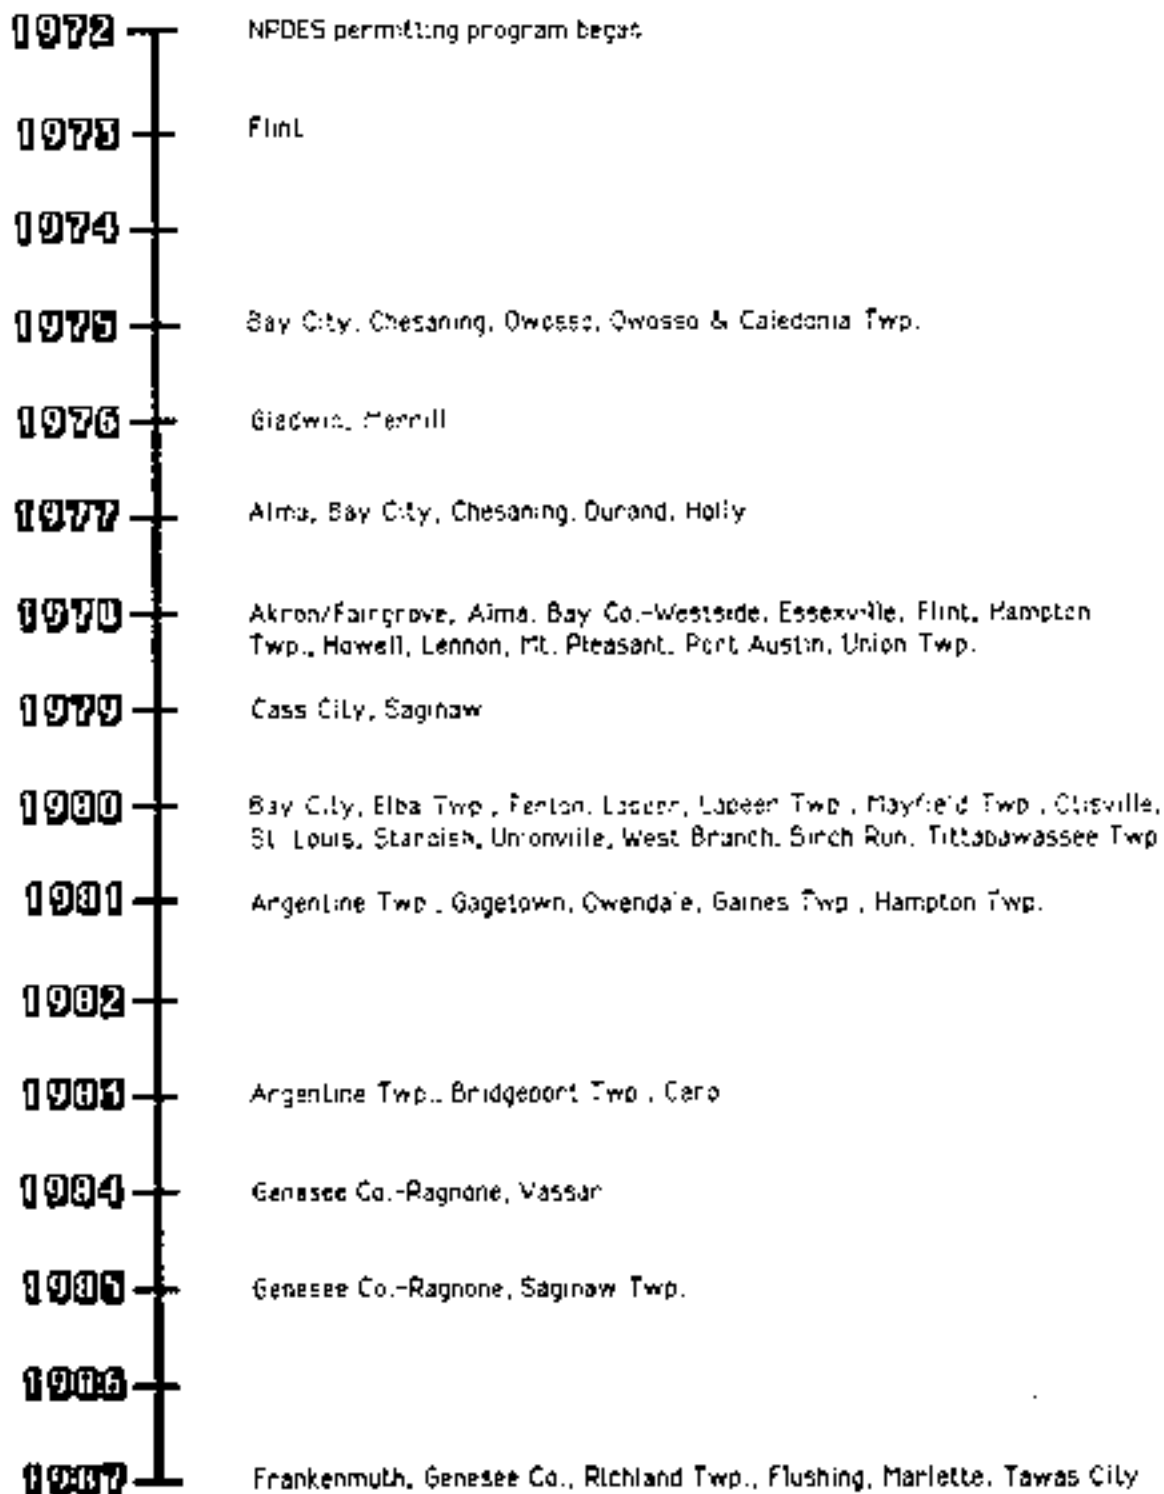 1972 NPDES permitting program began
1973 Flint
1974
1975 Bay City, Chesaning, Owosso, Owosso & Caledonia Twp.
1976 Gladwin, Merrill
1977 Alma, Bay City, Chesaning, Durand, Holly
1978 Akron/Fairgrove, Alma, Bay Co.-Westside, Essexville, Flint, Hampton
Twp., Howell, Lennon, Mt. Pleasant, Port Austin, Union Twp.
1979 Cass City, Saginaw
1980 Bay City, Elba Twp., Fenton, Lapeer, Lapeer Twp., Mayfield Twp., Otisville,
St. Louis, Standish, Unionville, West Branch, Birch Run, Tittabawassee Twp
1981 Argentine Twp., Gagetown, Owendale, Gaines Twp., Hampton Twp.
1982
1983 Argentine Twp., Bridgeport Twp., Caro
1984 Genesee Co.-Ragnone, Vassar
1985 Genesee Co.-Ragnone, Saginaw Twp.
1986
1987 Frankenmuth, Genesee Co., Richland Twp., Flushing, Marlette, Tawas City